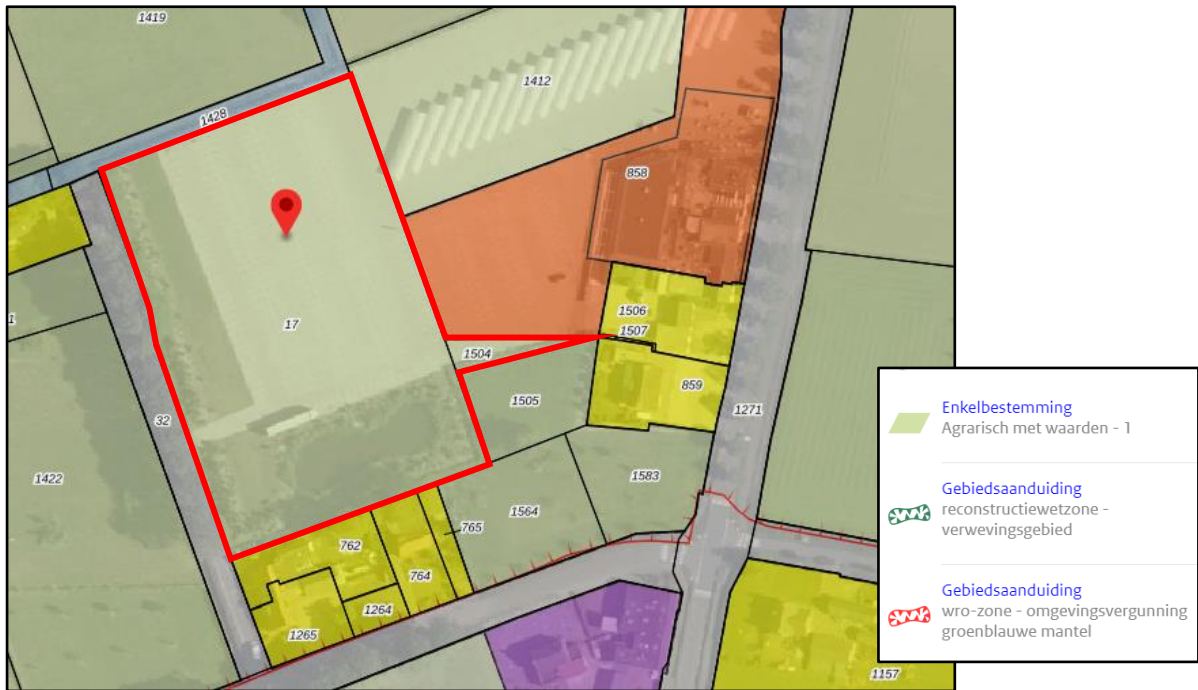 1419
1412
1428
858
17
1506
1507
1504
32
1505
859
1271
1422
1583
1564
765
762
764
1264
1265
1157
1
Enkelbestemming
Agrarisch met waarden - 1
Gebiedsaanduiding
reconstructiewetzone -
verwevingsgebied
Gebiedsaanduiding
wro-zone - omgevingsvergunning
groenblauwe mantel